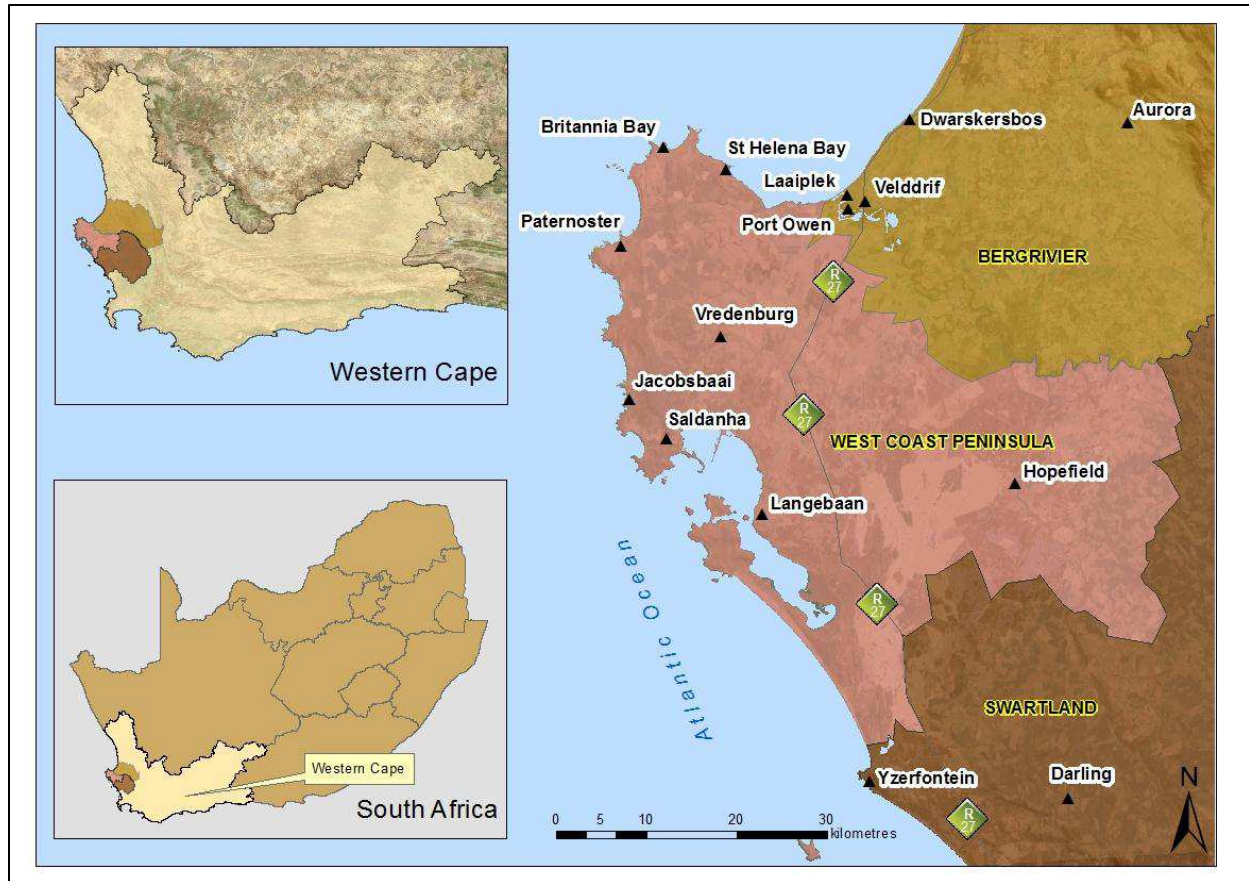 Western Cape
Western Cape
South Africa
Britannia Bay
St Helena Bay
Dwarskersbos
Aurora
Laaiplek
Velddrif
Port Owen
Paternoster
BERGRIVIER
R
27
Vredenburg
Jacobsbaai
R
27
Saldanha
WEST COAST PENINSULA
Hopefield
Langebaan
Atlantic Ocean
R
27
SWARTLAND
Yzerfontein
Darling
N
R
27
0 5 10 20 30
kilometres